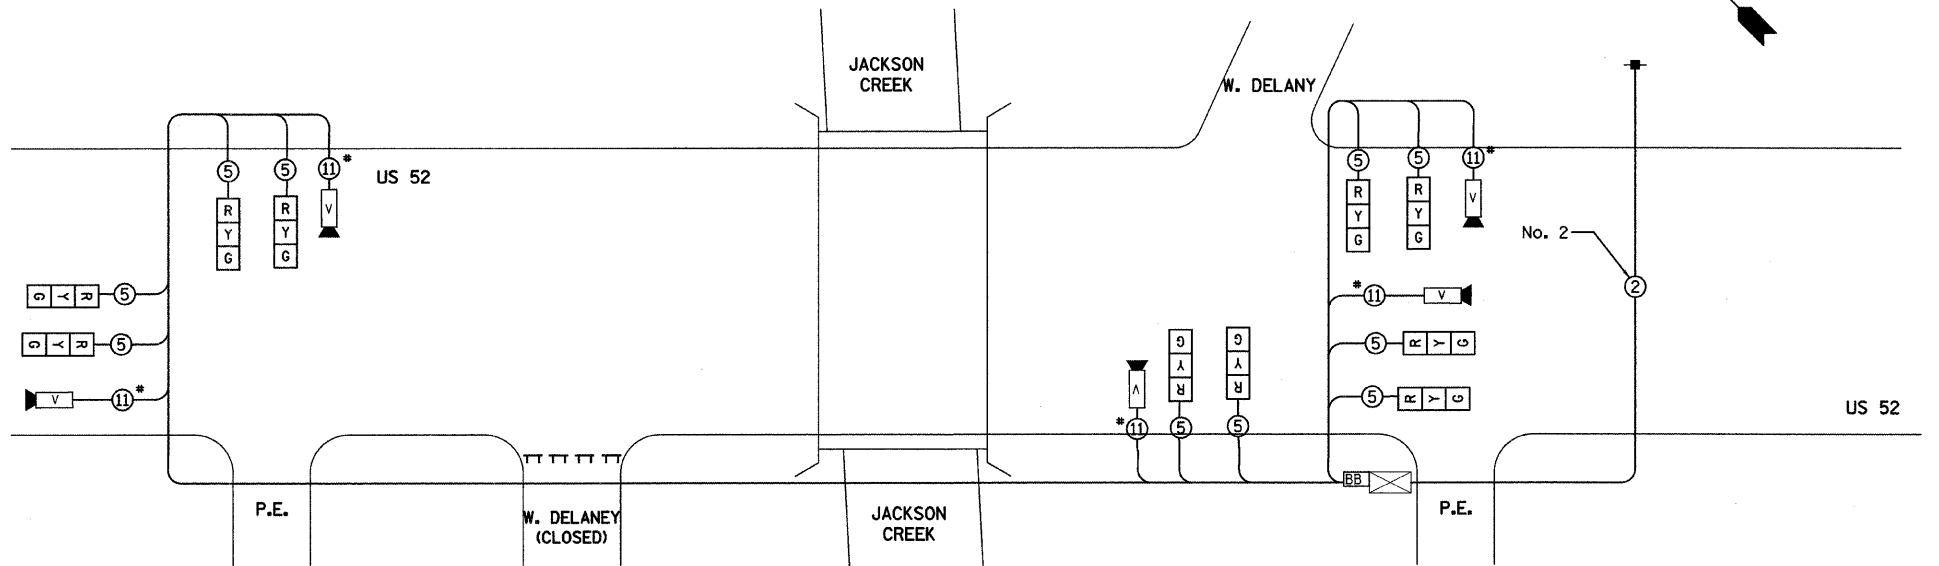 JACKSON
CREEK
W. DELANY
US 52
5
5
11
#
R
Y
G
R
Y
G
V
5
5
11
#
R
Y
G
R
Y
G
V
No. 2
2
G Y R 5
G Y R 5
V 11 #
# 11 V
5 R Y G
5 R Y G
G
Y
R
G
Y
R
V
# 11
5
5
US 52
BB
P.E.
W. DELANEY
(CLOSED)
JACKSON
CREEK
P.E.